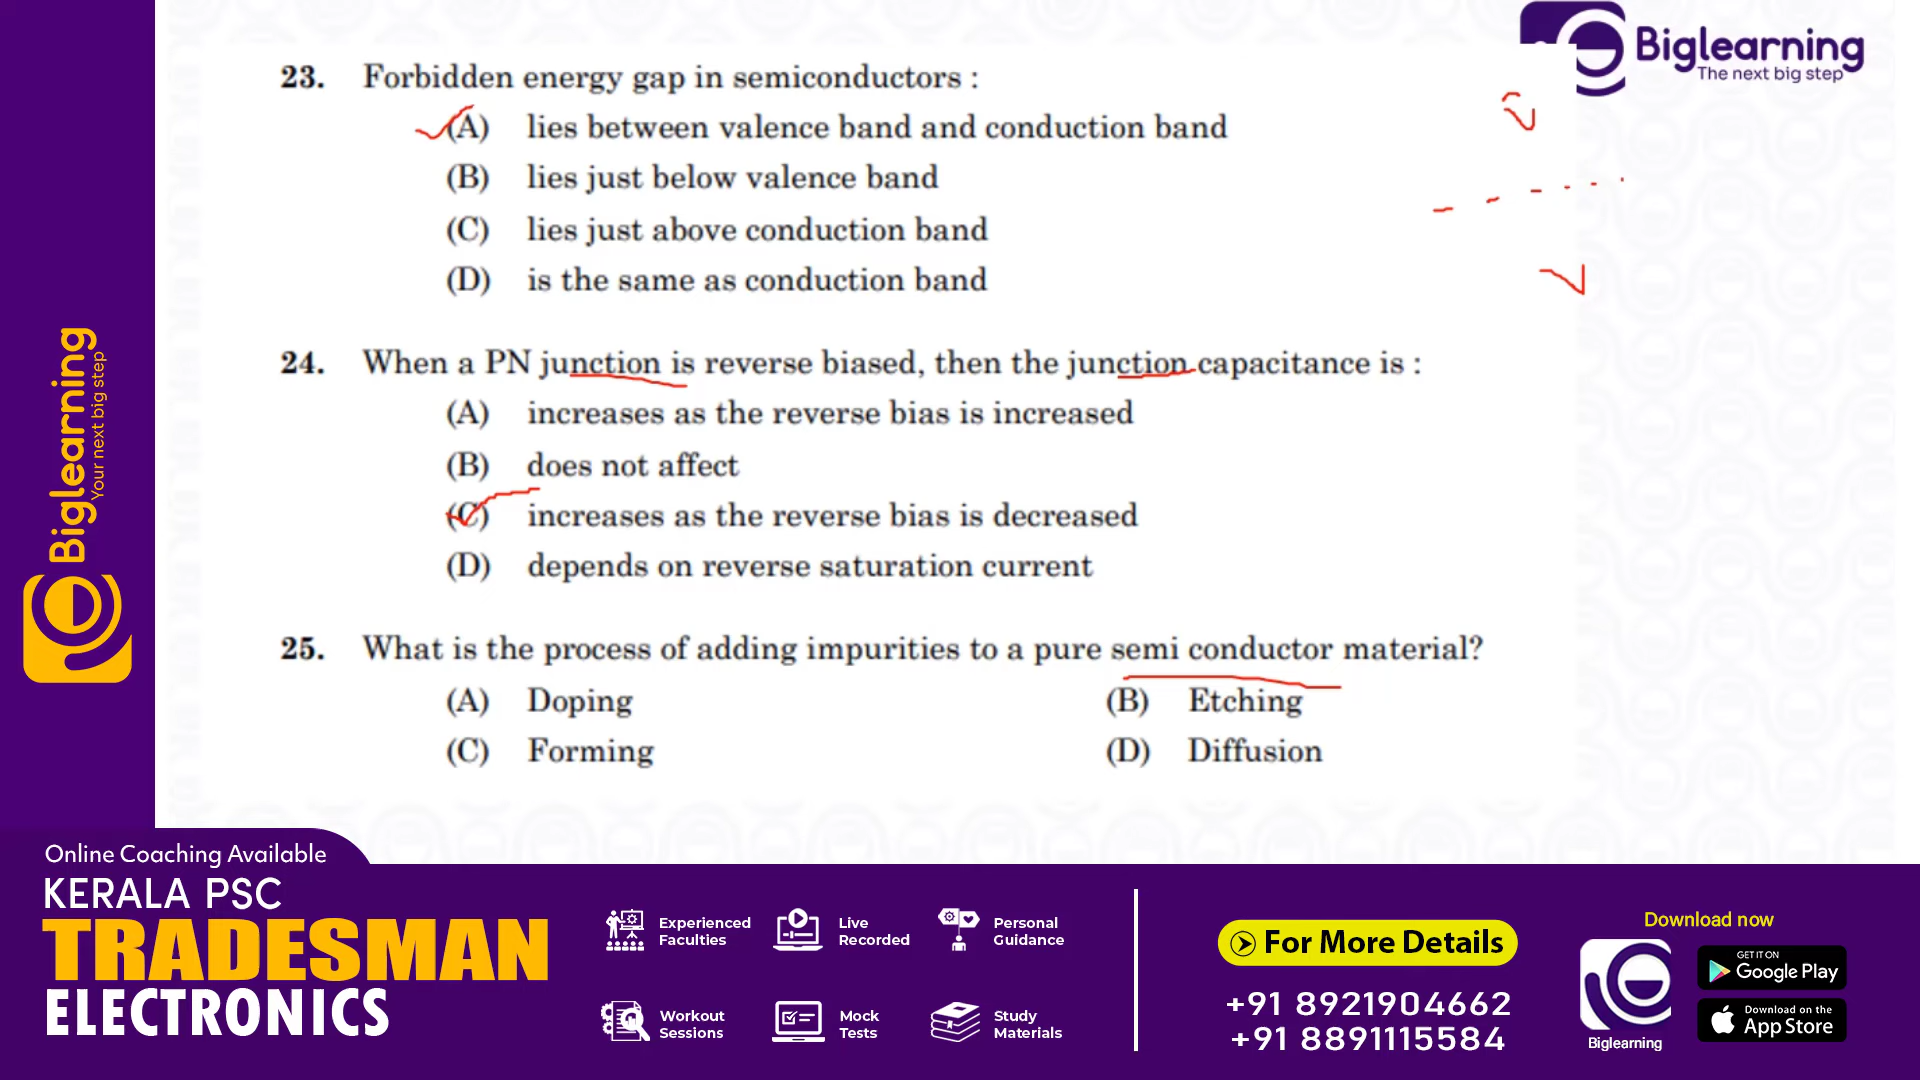 Biglearning
The next big step
23. Forbidden energy gap in semiconductors :
(A) lies between valence band and conduction band
(B) lies just below valence band
(C) lies just above conduction band
(D) is the same as conduction band
24. When a PN junction is reverse biased, then the junction capacitance is :
(A) increases as the reverse bias is increased
(B) does not affect
(C) increases as the reverse bias is decreased
(D) depends on reverse saturation current
25. What is the process of adding impurities to a pure semi conductor material?
(A) Doping (B) Etching
(C) Forming (D) Diffusion
Biglearning
Your next big step
Online Coaching Available
KERALA PSC
TRADESMAN
ELECTRONICS
Experienced
Faculties
Live
Recorded
Personal
Guidance
Workout
Sessions
Mock
Tests
Study
Materials
For More Details
+91 8921904662
+91 8891115584
Download now
Biglearning
GET IT ON
Google Play
Download on the
App Store